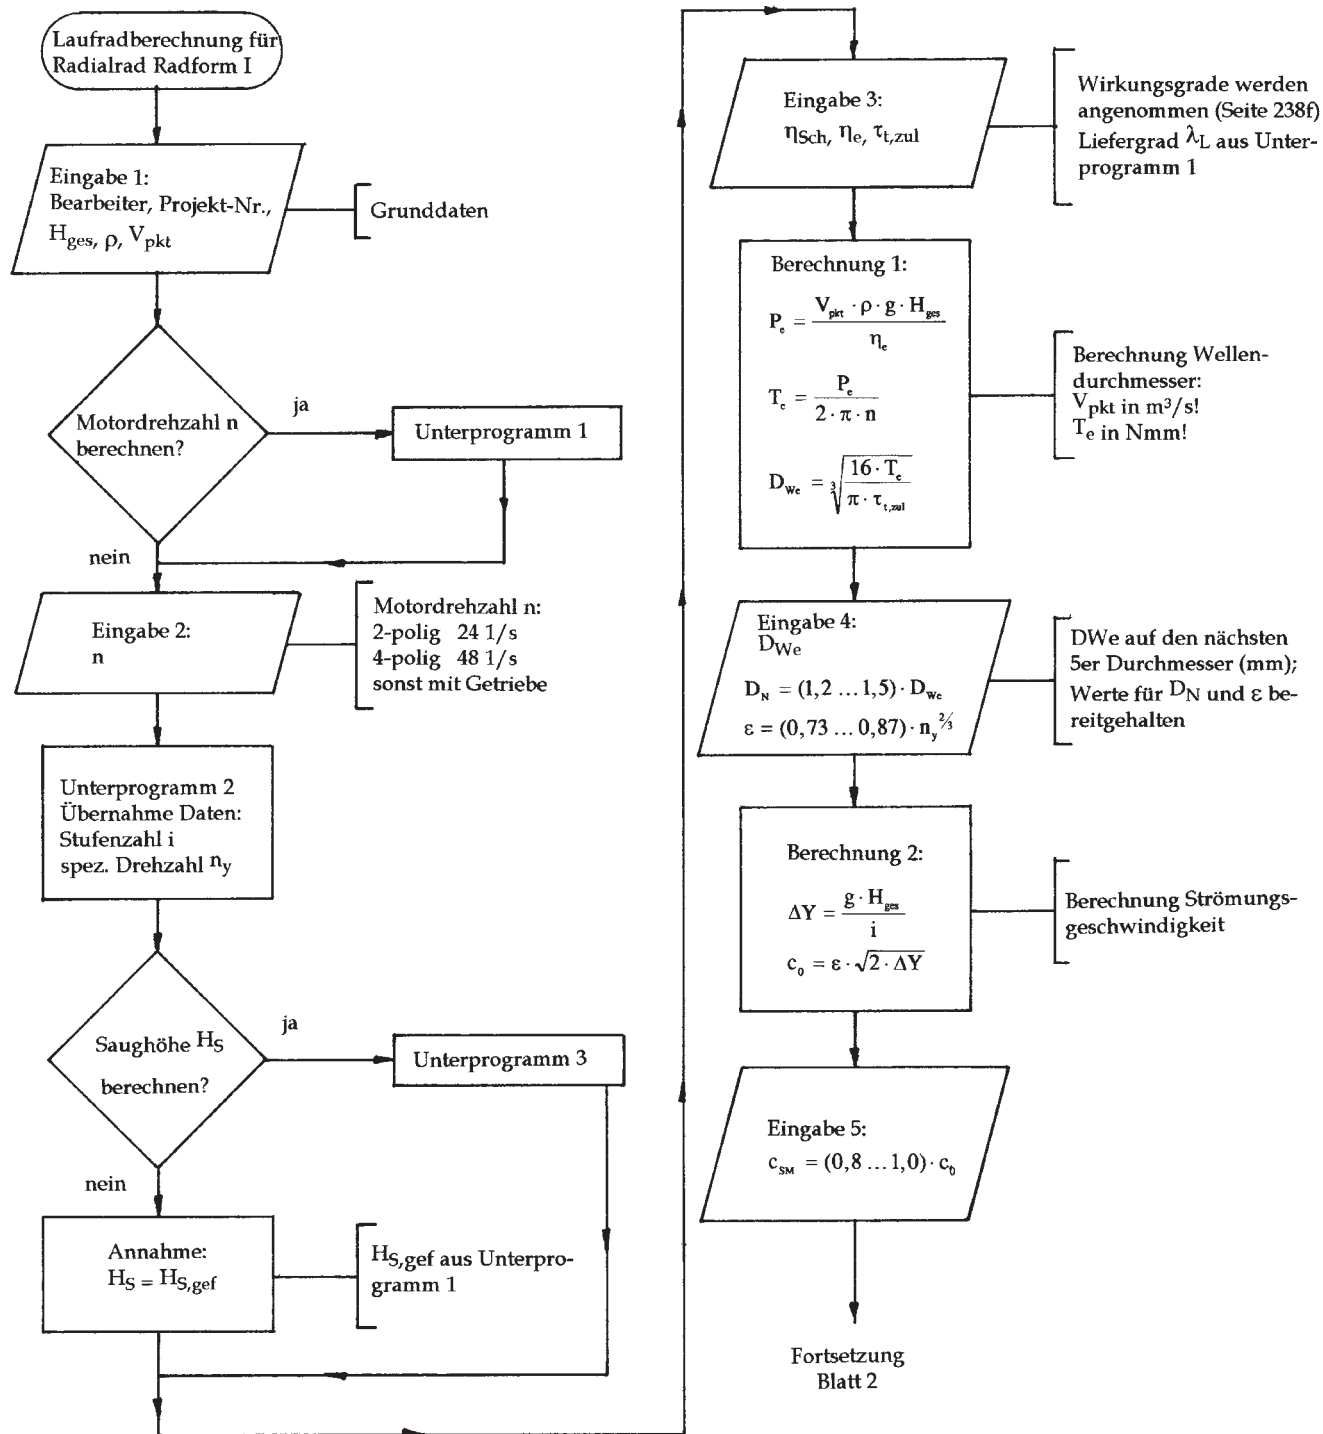 Laufradberechnung für
Radialrad Radform I
Eingabe 1:
Bearbeiter, Projekt-Nr.,
H_ges, ρ, V_pkt
Grunddaten
Motordrehzahl n
berechnen?
ja
Unterprogramm 1
nein
Eingabe 2:
n
Motordrehzahl n:
2-polig 24 1/s
4-polig 48 1/s
sonst mit Getriebe
Unterprogramm 2
Übernahme Daten:
Stufenzahl i
spez. Drehzahl n_y
Saughöhe H_S
berechnen?
ja
Unterprogramm 3
nein
Annahme:
H_S = H_S,gef
H_S,gef aus Unterpro-
gramm 1
Eingabe 3:
η_Sch, η_e, τ_t,zul
Wirkungsgrade werden
angenommen (Seite 238f)
Liefergrad λ_L aus Unter-
programm 1
Berechnung 1:
P_e = (V_pkt · ρ · g · H_ges) / η_e
T_e = P_e / (2 · π · n)
D_We = ³√((16 · T_e) / (π · τ_t,zul))
Berechnung Wellen-
durchmesser:
V_pkt in m³/s!
T_e in Nmm!
Eingabe 4:
D_We
D_N = (1,2 ... 1,5) · D_We
ε = (0,73 ... 0,87) · n_y^2/3
DWe auf den nächsten
5er Durchmesser (mm);
Werte für D_N und ε be-
reitgehalten
Berechnung 2:
ΔY = (g · H_ges) / i
c_0 = ε · √(2 · ΔY)
Berechnung Strömungs-
geschwindigkeit
Eingabe 5:
c_SM = (0,8 ... 1,0) · c_0
Fortsetzung
Blatt 2